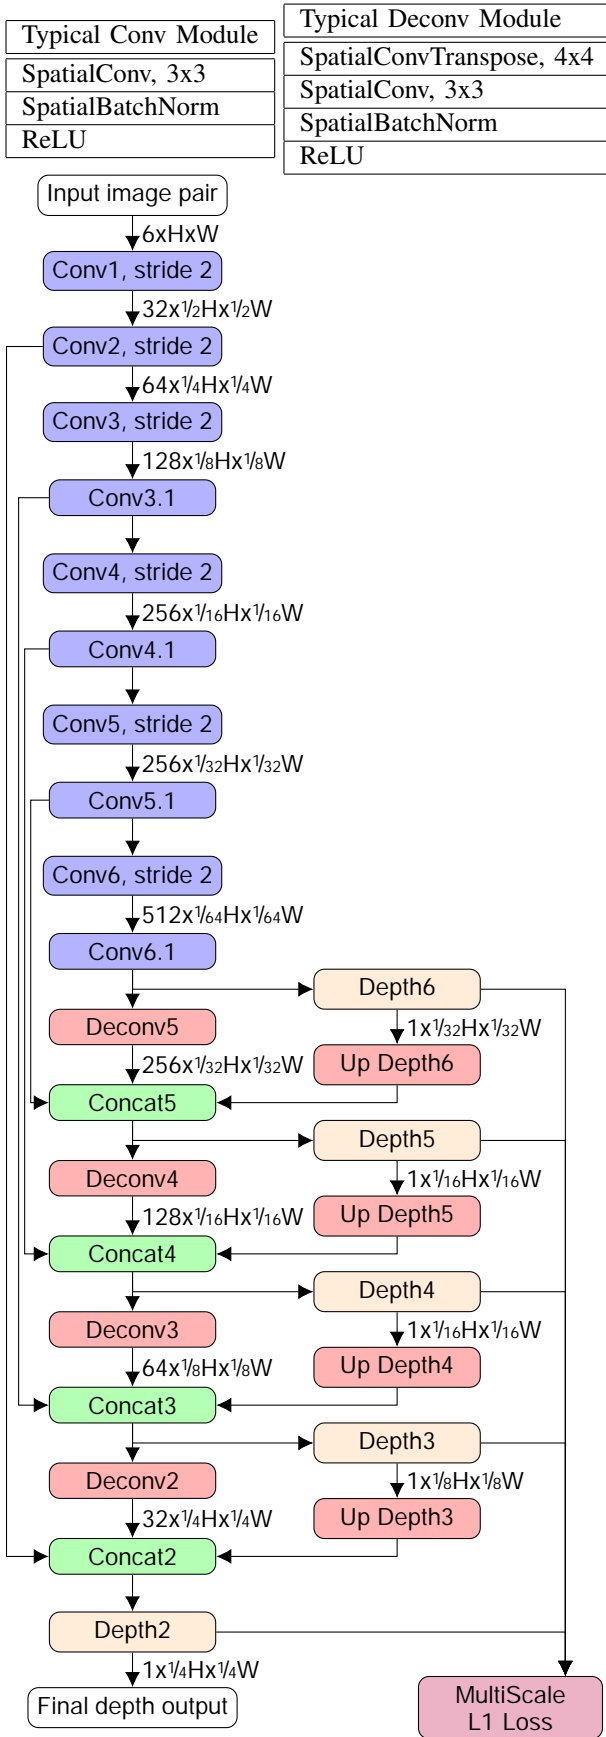 Typical Conv Module
SpatialConv, 3x3
SpatialBatchNorm
ReLU
Typical Deconv Module
SpatialConvTranspose, 4x4
SpatialConv, 3x3
SpatialBatchNorm
ReLU
Input image pair
6xHxW
Conv1, stride 2
32x1/2Hx1/2W
Conv2, stride 2
64x1/4Hx1/4W
Conv3, stride 2
128x1/8Hx1/8W
Conv3.1
Conv4, stride 2
256x1/16Hx1/16W
Conv4.1
Conv5, stride 2
256x1/32Hx1/32W
Conv5.1
Conv6, stride 2
512x1/64Hx1/64W
Conv6.1
Depth6
Deconv5
1x1/32Hx1/32W
256x1/32Hx1/32W
Up Depth6
Concat5
Depth5
Deconv4
1x1/16Hx1/16W
128x1/16Hx1/16W
Up Depth5
Concat4
Depth4
Deconv3
1x1/16Hx1/16W
64x1/8Hx1/8W
Up Depth4
Concat3
Depth3
Deconv2
1x1/8Hx1/8W
32x1/4Hx1/4W
Up Depth3
Concat2
Depth2
1x1/4Hx1/4W
Final depth output
MultiScale
L1 Loss